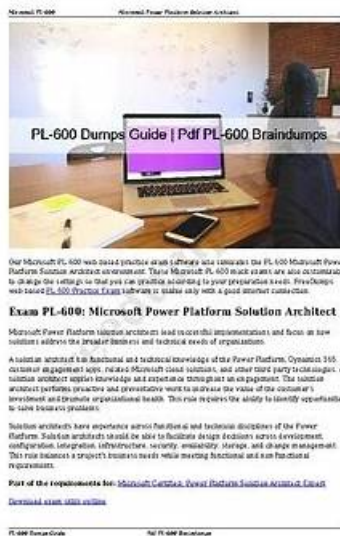 Microsoft PL-600
Microsoft Power Platform Solution Architect
PL-600 Dumps Guide | Pdf PL-600 Braindumps
Our Microsoft PL-600 web based practice exam software also simulates the PL-600 Microsoft Power
Platform Solution Architect environment. These Microsoft PL-600 mock exams are also customizable
to change the settings so that you can practice according to your preparation needs. FreeDumps
web-based PL-600 Practice Exam software is usable only with a good internet connection.
Exam PL-600: Microsoft Power Platform Solution Architect
Microsoft Power Platform solution architects lead successful implementations and focus on how
solutions address the broader business and technical needs of organizations.
A solution architect has functional and technical knowledge of the Power Platform, Dynamics 365
customer engagement apps, related Microsoft cloud solutions, and other third party technologies. A
solution architect applies knowledge and experience throughout an engagement. The solution
architect performs proactive and preventative work to increase the value of the customer's
investment and promote organizational health. This role requires the ability to identify opportunities
to solve business problems.
Solution architects have experience across functional and technical disciplines of the Power
Platform. Solution architects should be able to facilitate design decisions across development,
configuration, integration, infrastructure, security, availability, storage, and change management.
This role balances a project's business needs while meeting functional and non functional
requirements.
Part of the requirements for: Microsoft Certified: Power Platform Solution Architect Expert
Download exam skills outline
PL-600 Dumps Guide
Pdf PL-600 Braindumps